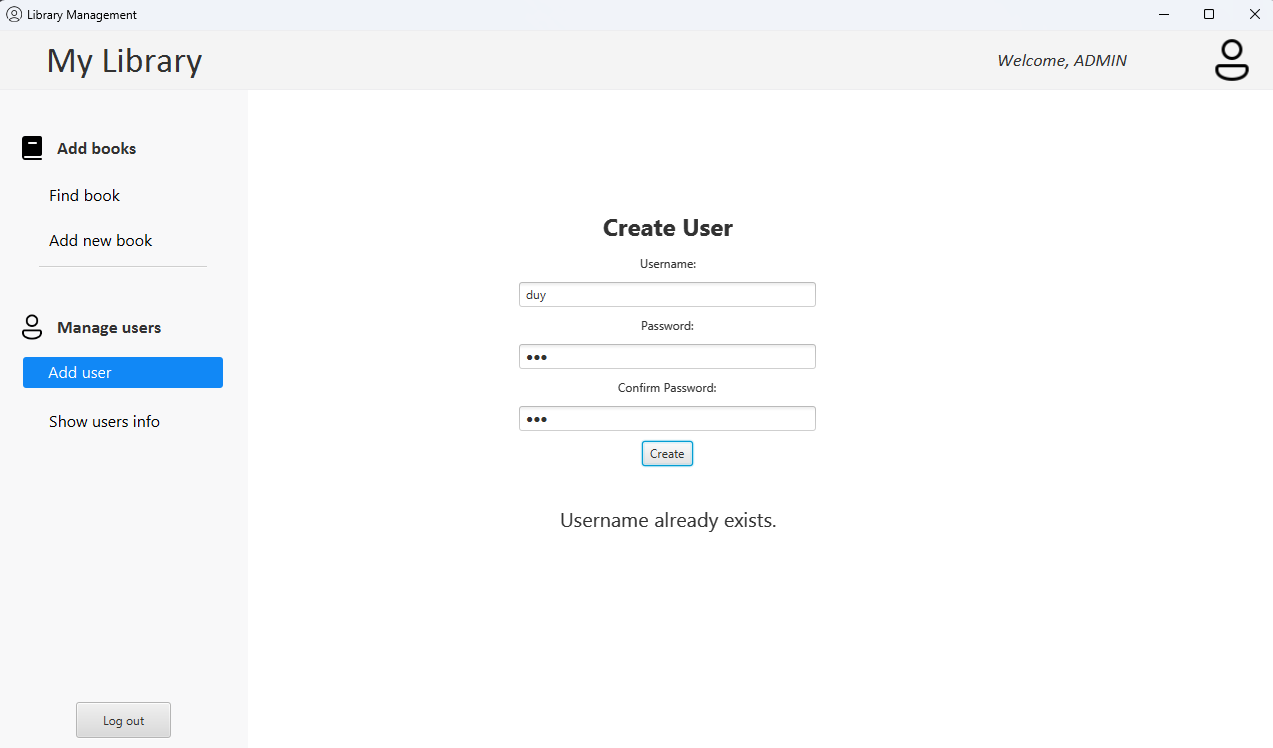 Library Management
My Library
Welcome, ADMIN
Add books
Find book
Add new book
Manage users
Add user
Show users info
Log out
Create User
Username:
duy
Password:
•••
Confirm Password:
•••
Create
Username already exists.